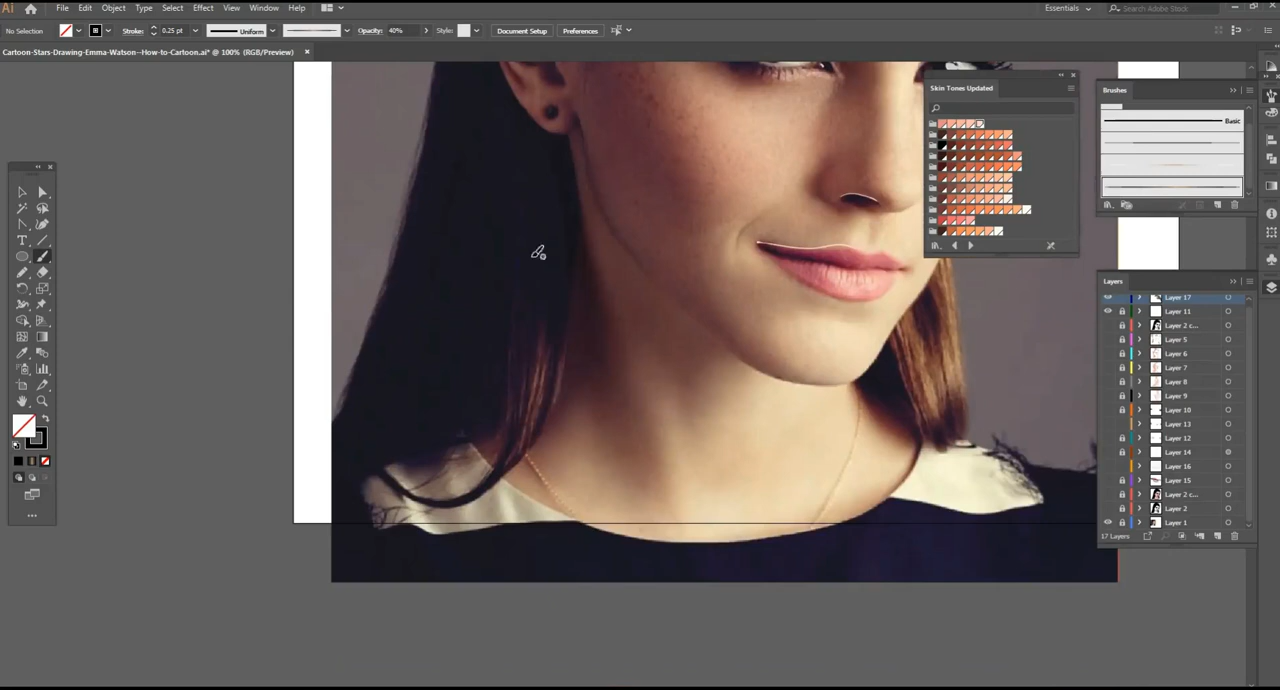 Ai File Edit Object Type Select Effect View Window Help Essentials Search Adobe Stock
No Selection Stroke: 0.25 pt Uniform Opacity: 40% Style: Document Setup Preferences
Cartoon-Stars-Drawing-Emma-Watson--How-to-Cartoon.ai* @ 100% (RGB/Preview)
Skin Tones Updated
Brushes
Basic
T
Layers
Layer 17
Layer 11
Layer 2 c...
Layer 5
Layer 6
Layer 7
Layer 8
Layer 9
Layer 10
Layer 13
Layer 12
Layer 14
Layer 16
Layer 15
Layer 2 c...
Layer 2
Layer 1
17 Layers